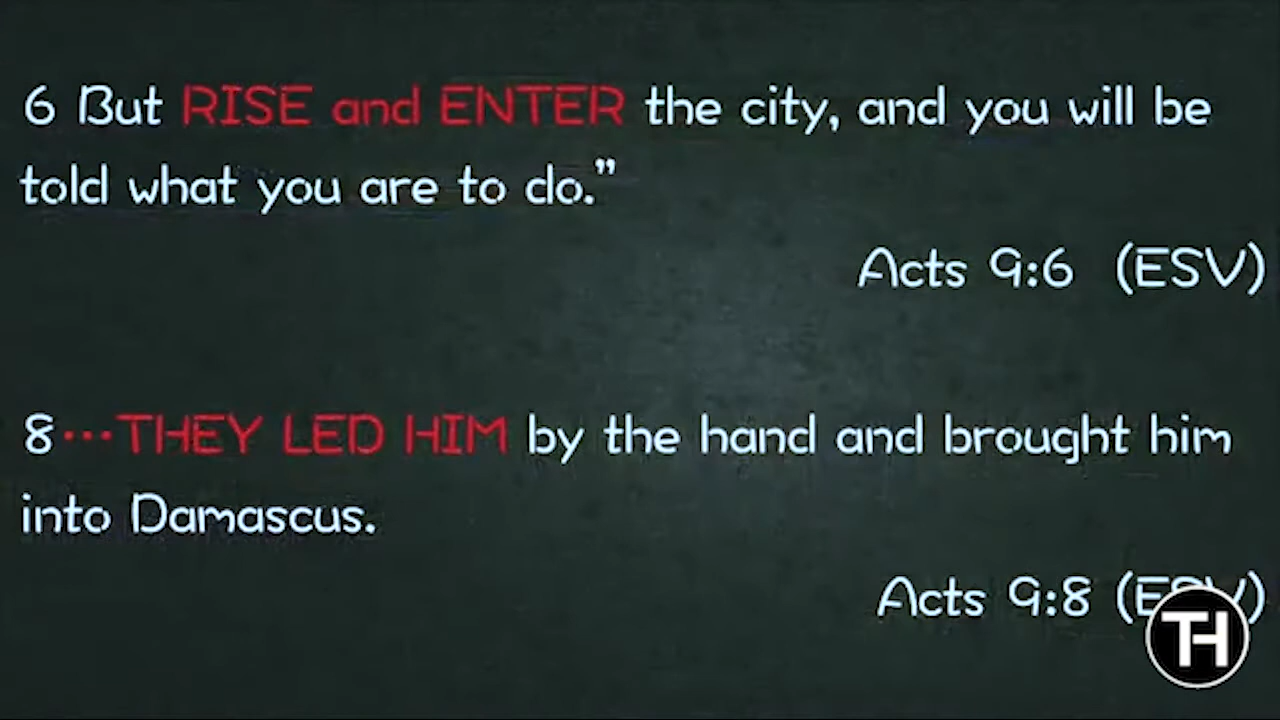 6 But RISE and ENTER the city, and you will be
told what you are to do.”
Acts 9:6 (ESV)
8...THEY LED HIM by the hand and brought him
into Damascus.
Acts 9:8
TH